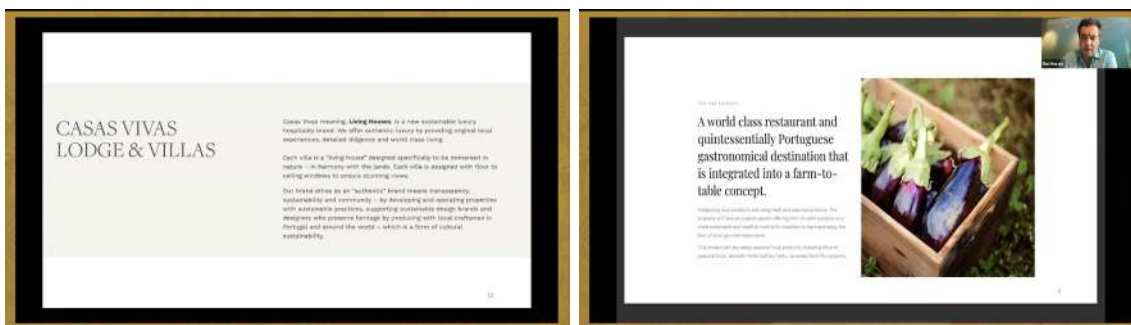 CASAS VIVAS
LODGE & VILLAS
Casas Vivas meaning, Living Houses, is a new sustainable luxury
hospitality brand. We offer authentic luxury by providing original local
experiences, detailed diligence and world class living.
Each villa is a "living house" designed specifically to be immersed in
nature – in harmony with the lands. Each villa is designed with floor to
ceiling windows to ensure stunning views.
Our brand ethos as an "authentic" brand means transparency,
sustainability and community – by developing and operating properties
with sustainable practices, supporting sustainable design brands and
designers who preserve heritage by producing with local craftsmen in
Portugal and around the world – which is a form of cultural
sustainability.
12
THE RESTAURANT
A world class restaurant and
quintessentially Portuguese
gastronomical destination that
is integrated into a farm-to-
table concept.